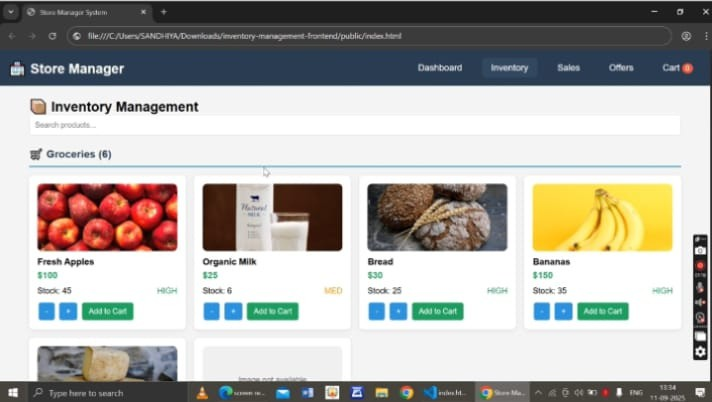 Store Manager System
file:///C:/Users/SANDHIYA/Downloads/inventory-management-frontend/public/index.html
Store Manager
Dashboard
Inventory
Sales
Offers
Cart 0
Inventory Management
Search products...
Groceries (6)
Natural
MILK
Fresh Apples
$100
Stock: 45
HIGH
- + Add to Cart
Organic Milk
$25
Stock: 6
MED
- + Add to Cart
Bread
$30
Stock: 25
HIGH
- + Add to Cart
Bananas
$150
Stock: 35
HIGH
- + Add to Cart
Image not available
Type here to search
screen re...
index.ht...
Store Ma...
ENG
13:34
11-09-2025